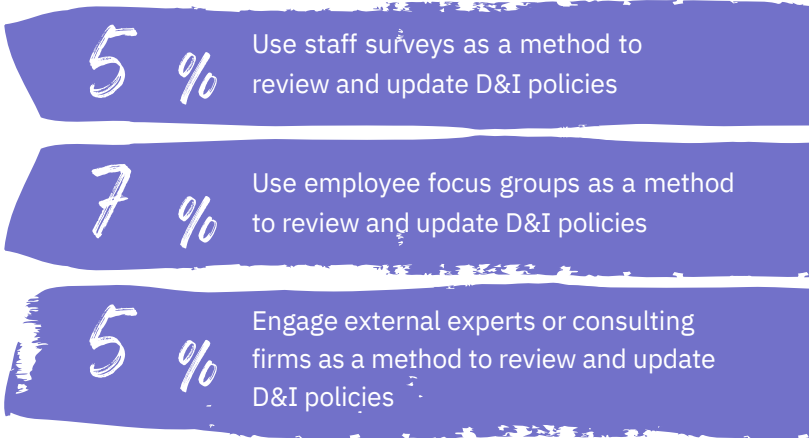 5 % Use staff surveys as a method to
review and update D&I policies
7 % Use employee focus groups as a method
to review and update D&I policies
5 % Engage external experts or consulting
firms as a method to review and update
D&I policies